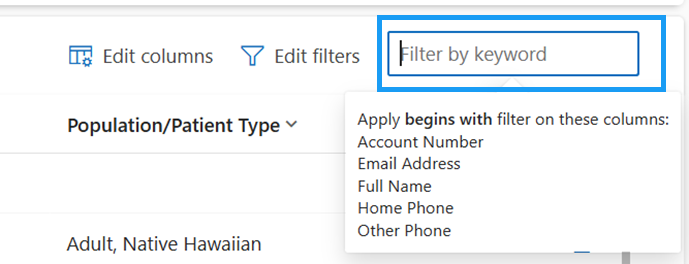 Edit columns Edit filters Filter by keyword
Population/Patient Type
Apply begins with filter on these columns:
Account Number
Email Address
Full Name
Home Phone
Other Phone
Adult, Native Hawaiian